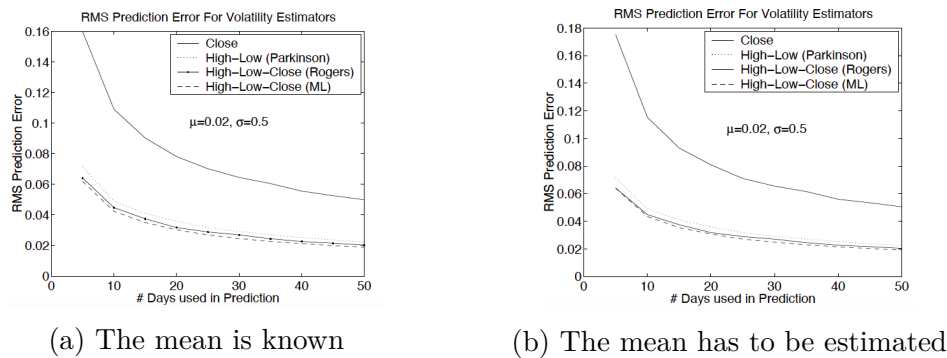 RMS Prediction Error For Volatility Estimators
0.16
0.14
0.12
0.1
0.08
0.06
0.04
0.02
0
RMS Prediction Error
Close
High-Low (Parkinson)
High-Low-Close (Rogers)
High-Low-Close (ML)
μ=0.02, σ=0.5
0 10 20 30 40 50
# Days used in Prediction
(a) The mean is known
RMS Prediction Error For Volatility Estimators
0.18
0.16
0.14
0.12
0.1
0.08
0.06
0.04
0.02
0
RMS Prediction Error
Close
High-Low (Parkinson)
High-Low-Close (Rogers)
High-Low-Close (ML)
μ=0.02, σ=0.5
0 10 20 30 40 50
# Days used in Prediction
(b) The mean has to be estimated